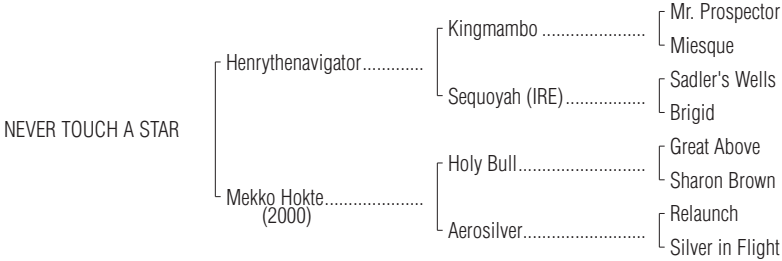 Mr. Prospector
Kingmambo ......................
Miesque
Henrythenavigator.............
Sadler's Wells
Sequoyah (IRE).................
Brigid
NEVER TOUCH A STAR
Great Above
Holy Bull...........................
Sharon Brown
Mekko Hokte.....................
(2000)
Relaunch
Aerosilver..........................
Silver in Flight